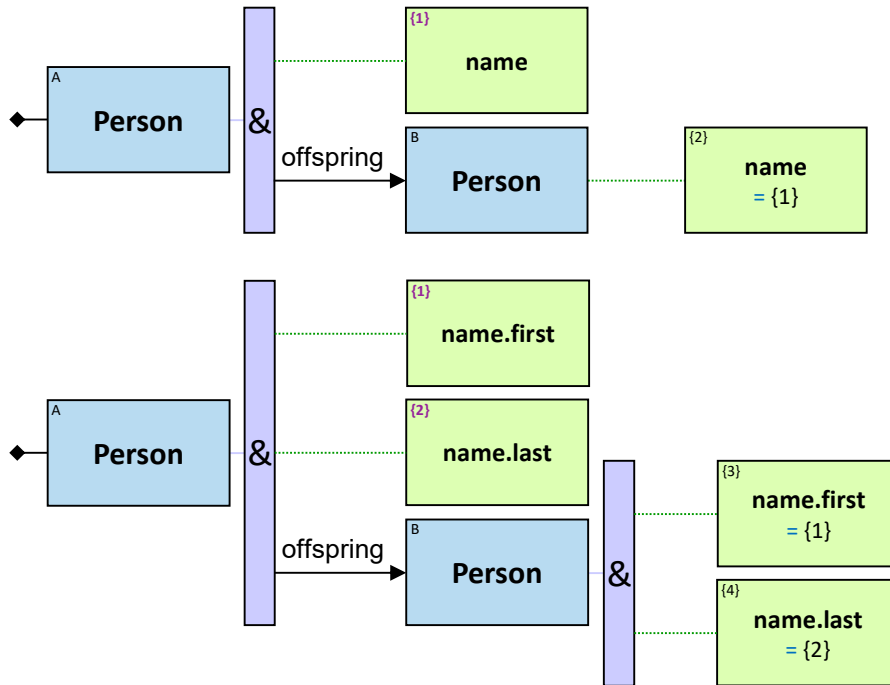 {1}
name
A
Person
&
offspring
B
Person
{2}
name
= {1}
{1}
name.first
A
Person
&
{2}
name.last
offspring
B
Person
&
{3}
name.first
= {1}
{4}
name.last
= {2}